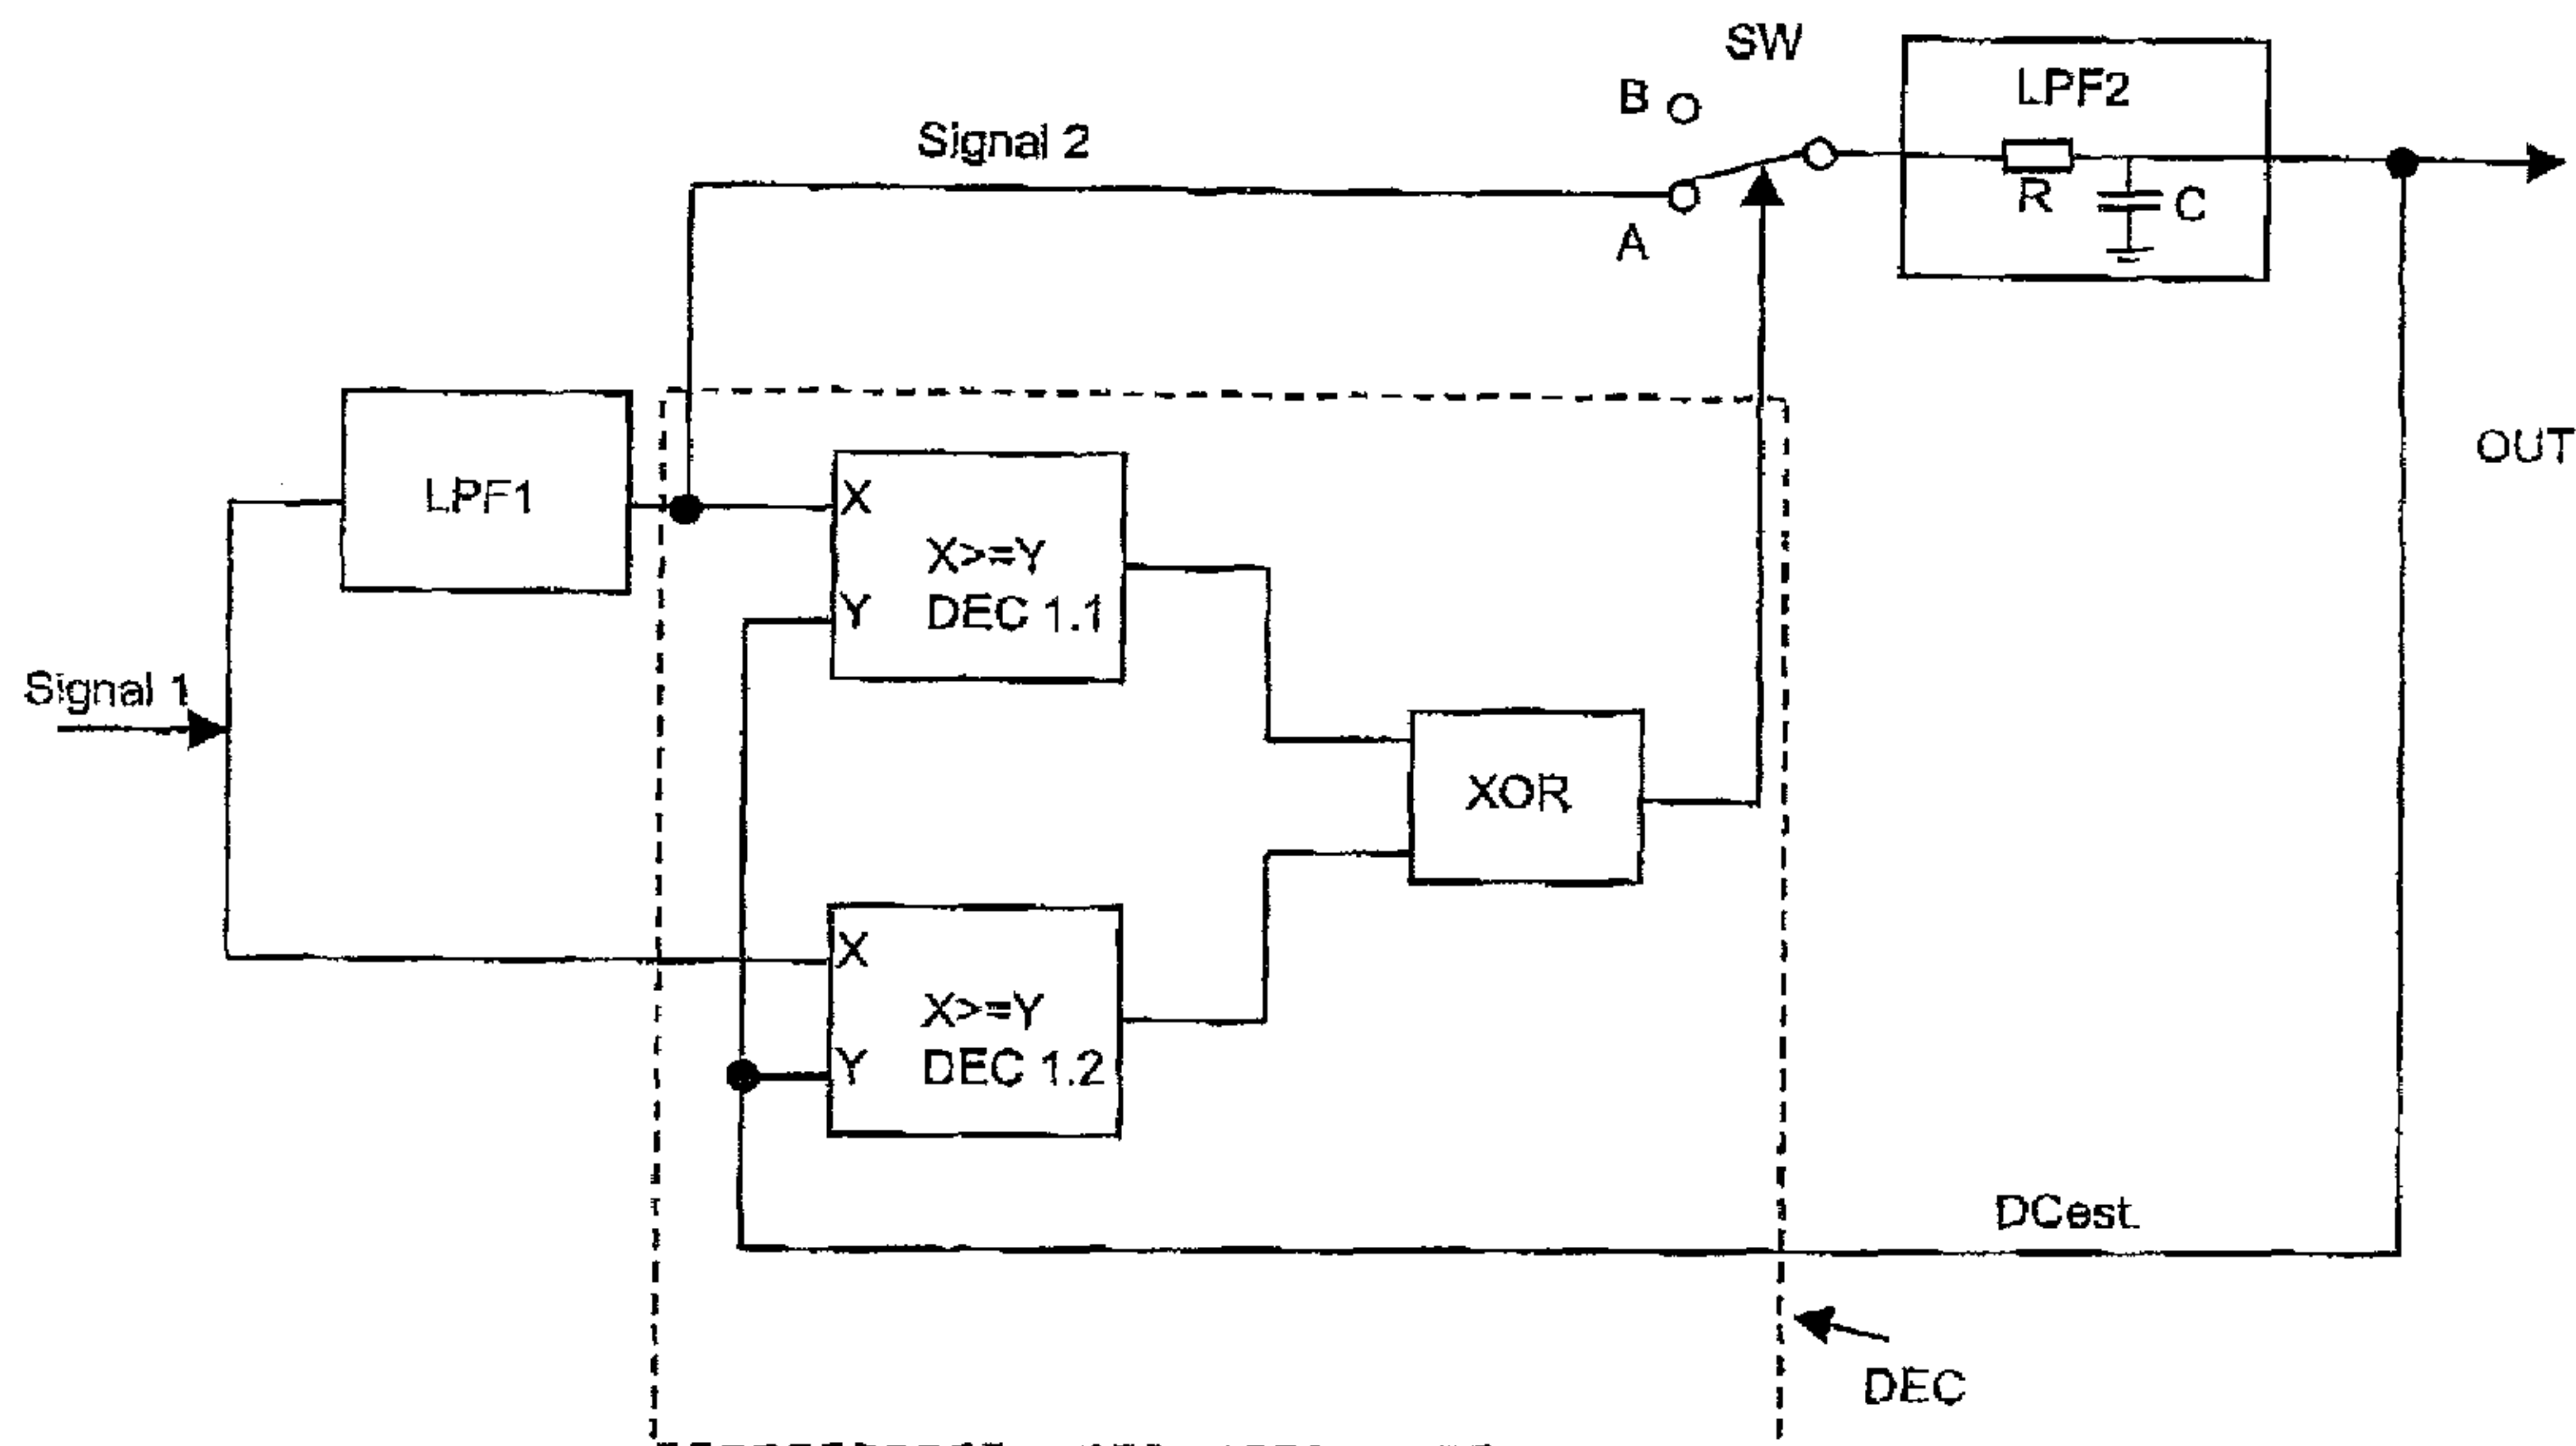 SW
B
LPF2
Signal 2
R
C
A
OUT
LPF1
X
X>=Y
Y
DEC 1.1
Signal 1
XOR
X
X>=Y
Y
DEC 1.2
DCest.
DEC